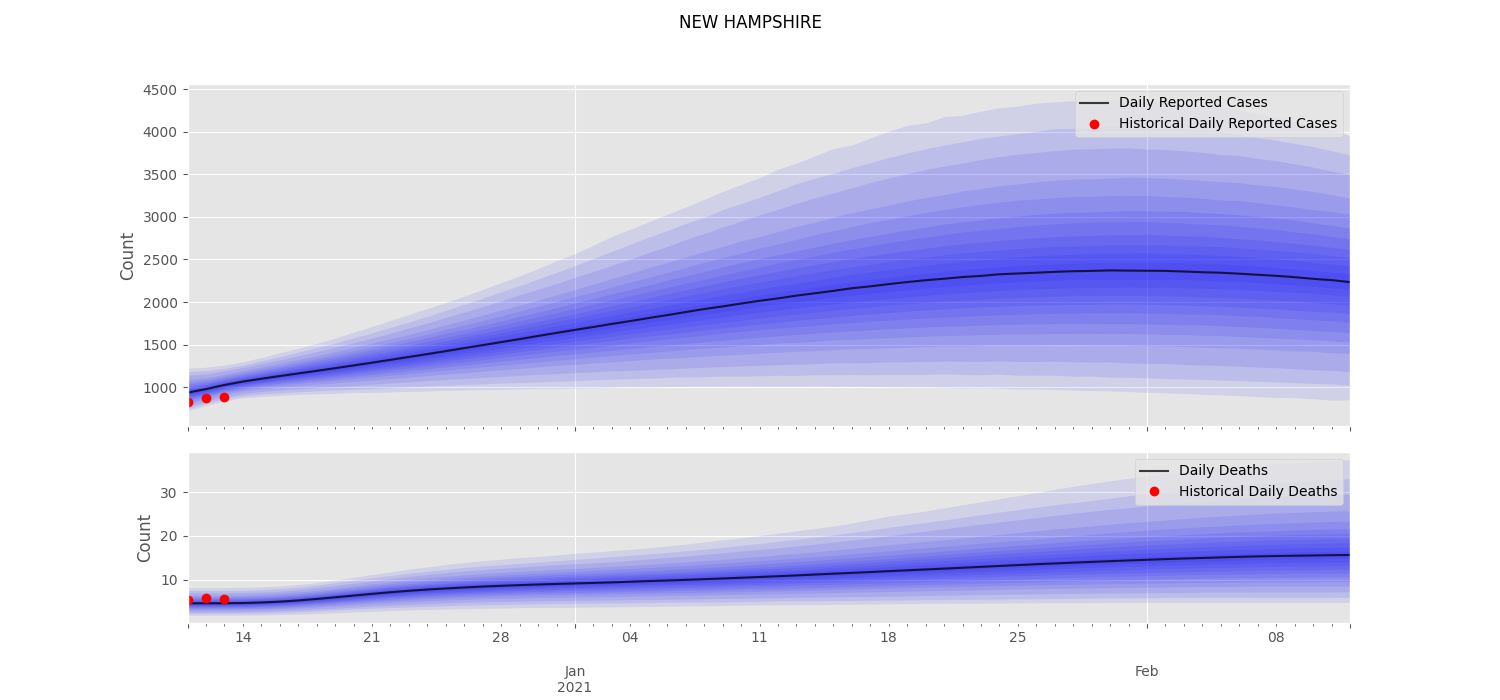 NEW HAMPSHIRE
4500
4000
3500
3000
2500
2000
1500
1000
Count
Daily Reported Cases
Historical Daily Reported Cases
30
20
10
Count
Daily Deaths
Historical Daily Deaths
14 21 28 04 11 18 25 08
Jan Feb
2021